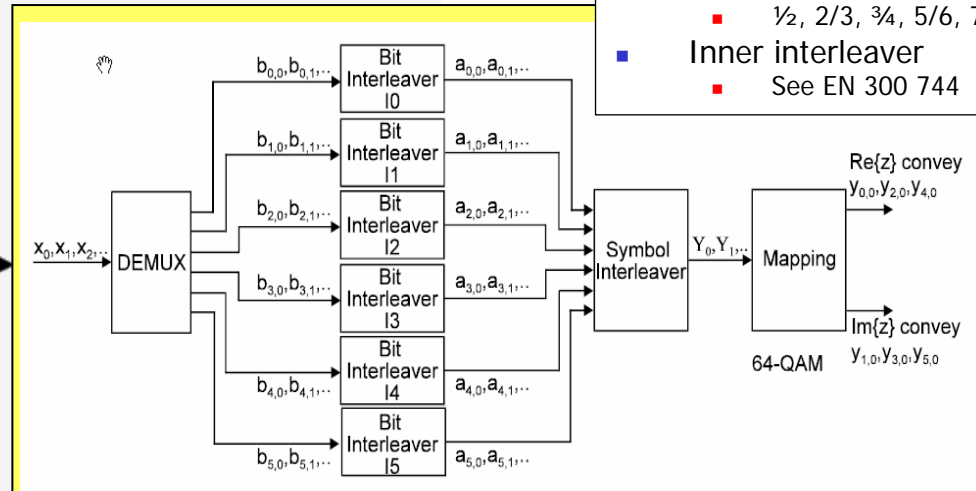 ½, 2/3, ¾, 5/6, 7
Inner interleaver
See EN 300 744
x₀,x₁,x₂,..
DEMUX
b₀,₀,b₀,₁,..
Bit
Interleaver
I0
a₀,₀,a₀,₁,..
b₁,₀,b₁,₁,..
Bit
Interleaver
I1
a₁,₀,a₁,₁,..
b₂,₀,b₂,₁,..
Bit
Interleaver
I2
a₂,₀,a₂,₁,..
b₃,₀,b₃,₁,..
Bit
Interleaver
I3
a₃,₀,a₃,₁,..
b₄,₀,b₄,₁,..
Bit
Interleaver
I4
a₄,₀,a₄,₁,..
b₅,₀,b₅,₁,..
Bit
Interleaver
I5
a₅,₀,a₅,₁,..
Symbol
Interleaver
Y₀,Y₁,..
Mapping
64-QAM
Re{z} convey
y₀,₀,y₂,₀,y₄,₀
Im{z} convey
y₁,₀,y₃,₀,y₅,₀